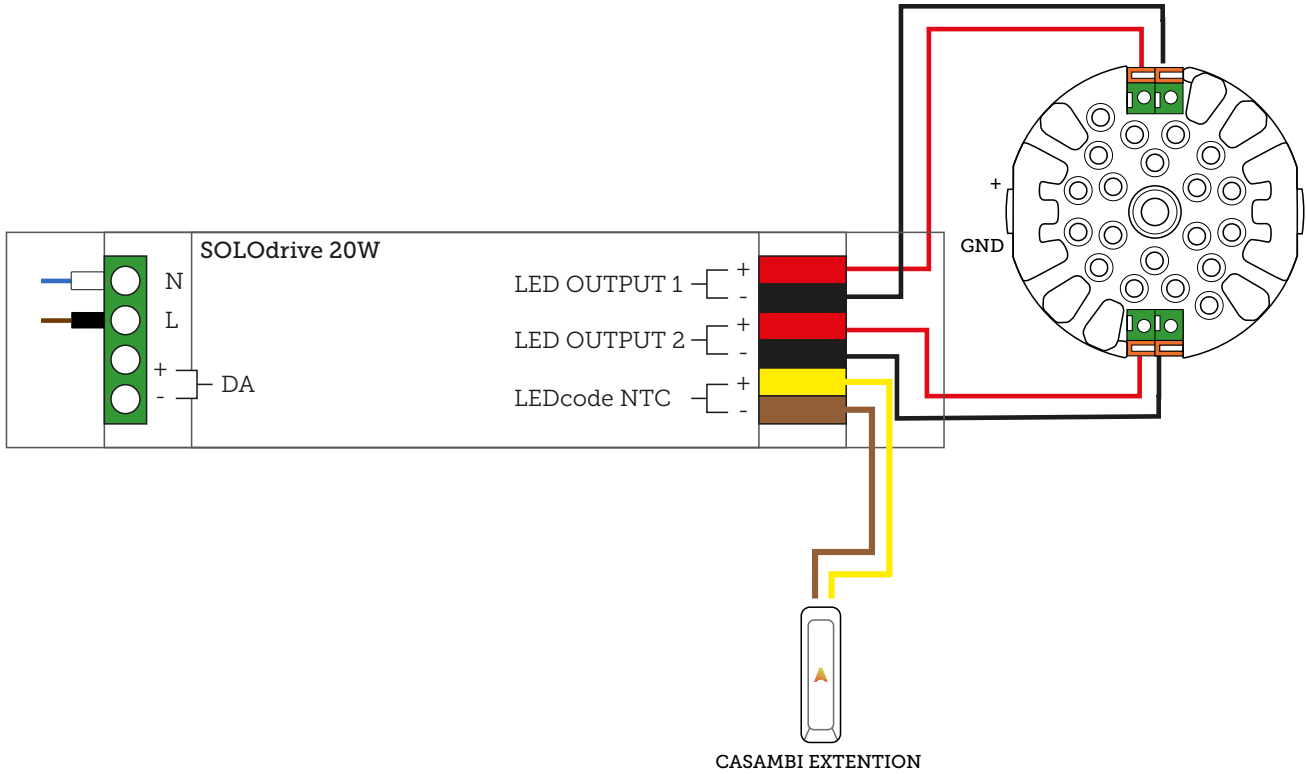 +
GND
SOLOdrive 20W
N
L
+
-
DA
LED OUTPUT 1
+
-
LED OUTPUT 2
+
-
LEDcode NTC
+
-
CASAMBI EXTENTION